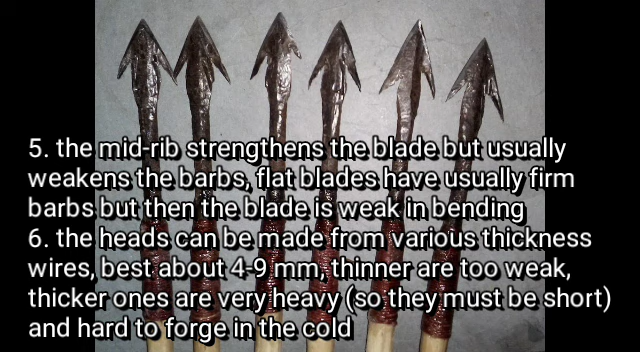 5. the mid-rib strengthens the blade but usually
weakens the barbs, flat blades have usually firm
barbs but then the blade is weak in bending
6. the heads can be made from various thickness
wires, best about 4-9 mm, thinner are too weak,
thicker ones are very heavy (so they must be short)
and hard to forge in the cold